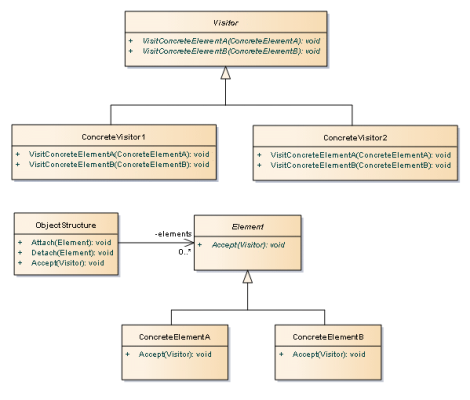 Visitor
+ VisitConcreteElementA(ConcreteElementA): void
+ VisitConcreteElementB(ConcreteElementB): void
ConcreteVisitor1
+ VisitConcreteElementA(ConcreteElementA): void
+ VisitConcreteElementB(ConcreteElementB): void
ConcreteVisitor2
+ VisitConcreteElementA(ConcreteElementA): void
+ VisitConcreteElementB(ConcreteElementB): void
ObjectStructure
+ Attach(Element): void
+ Detach(Element): void
+ Accept(Visitor): void
-elements
0..*
Element
+ Accept(Visitor): void
ConcreteElementA
+ Accept(Visitor): void
ConcreteElementB
+ Accept(Visitor): void